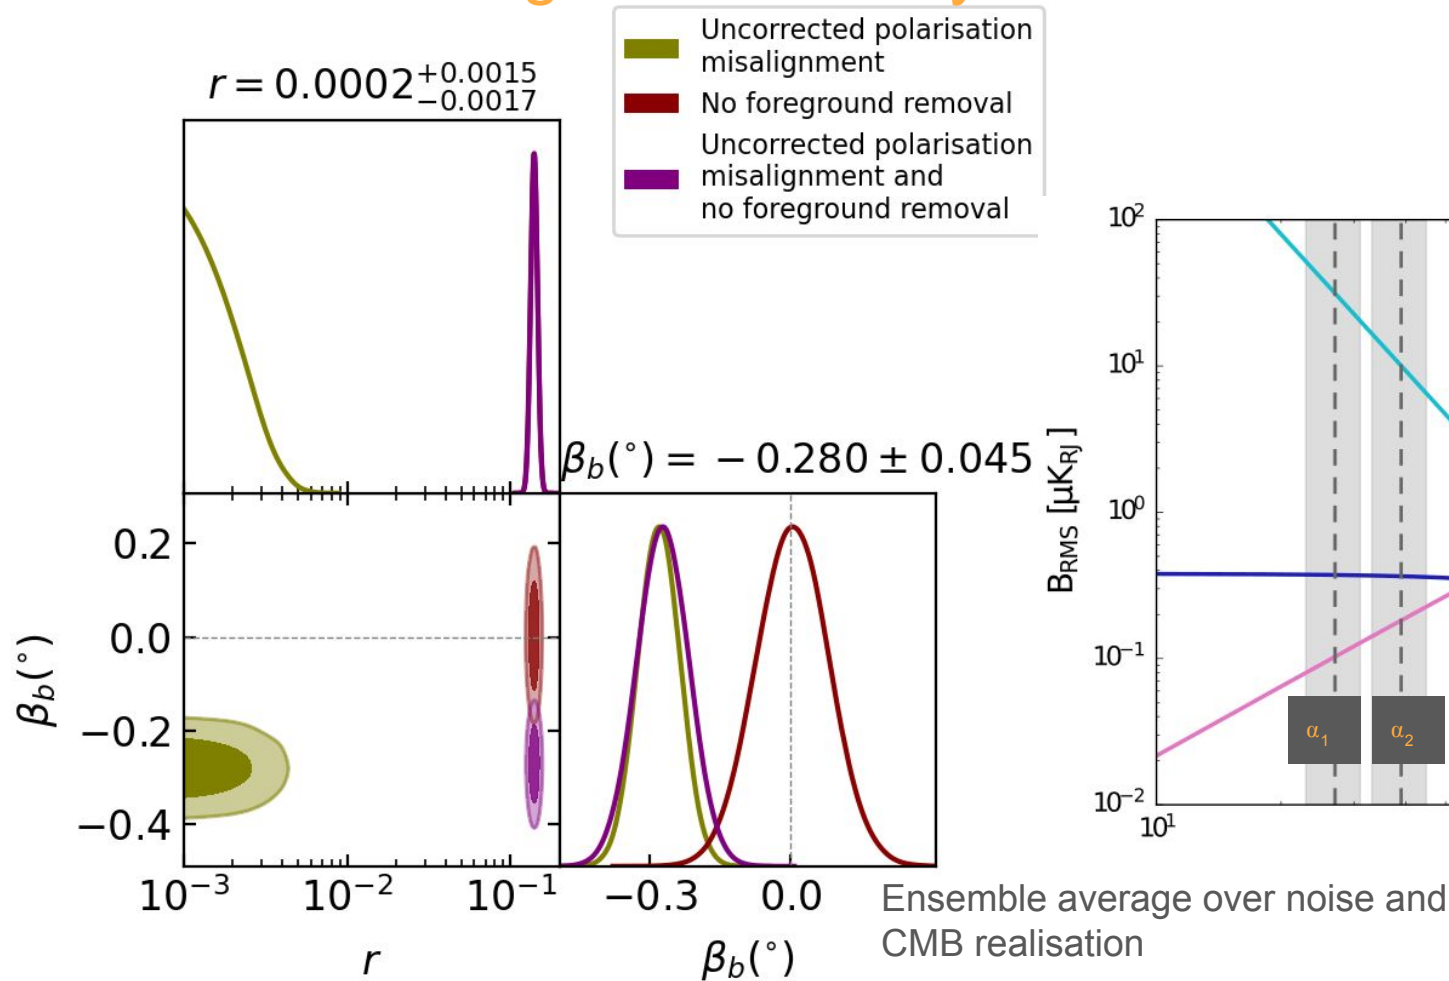 Uncorrected polarisation
misalignment
No foreground removal
Uncorrected polarisation
misalignment and
no foreground removal
r = 0.0002 +0.0015 −0.0017
βb(°) = −0.280 ± 0.045
0.2
0.0
−0.2
−0.4
βb(°)
10⁻³ 10⁻² 10⁻¹
r
−0.3 0.0
βb(°)
10²
10¹
10⁰
10⁻¹
10⁻²
BRMS [µKRJ]
α₁ α₂
10¹
Ensemble average over noise and
CMB realisation